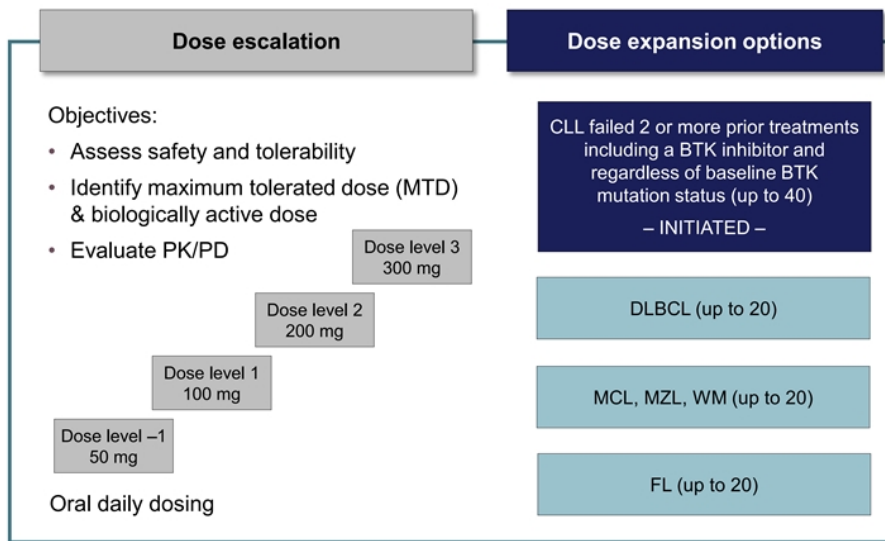 Dose escalation
Objectives:
• Assess safety and tolerability
• Identify maximum tolerated dose (MTD)
& biologically active dose
• Evaluate PK/PD
Dose level 3
300 mg
Dose level 2
200 mg
Dose level 1
100 mg
Dose level –1
50 mg
Oral daily dosing
Dose expansion options
CLL failed 2 or more prior treatments
including a BTK inhibitor and
regardless of baseline BTK
mutation status (up to 40)
– INITIATED –
DLBCL (up to 20)
MCL, MZL, WM (up to 20)
FL (up to 20)